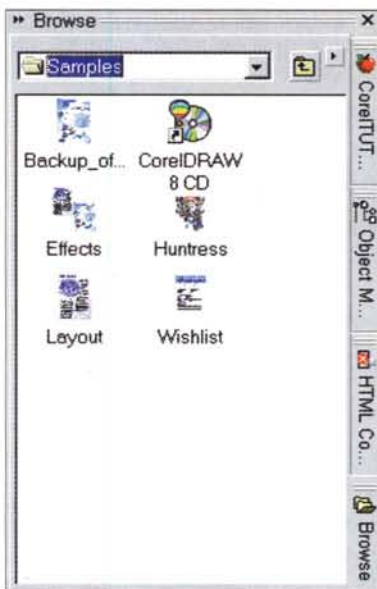 Browse
Samples
Backup_of...
CorelDRAW
8 CD
Effects
Huntress
Layout
Wishlist
CorelTUT...
Object M...
HTML Co...
Browse